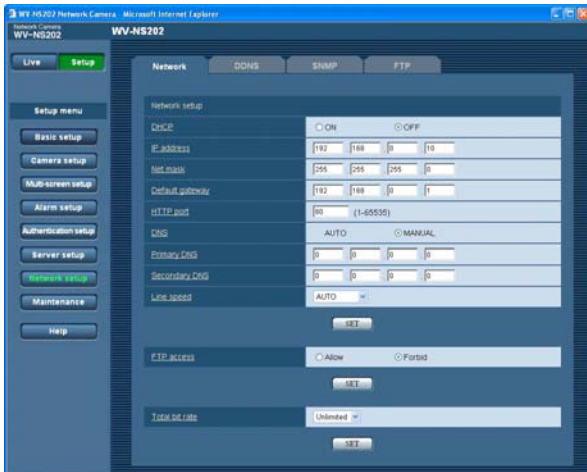 WV-NS202 Network Camera - Microsoft Internet Explorer
Network Camera
WV-NS202
WV-NS202
Live Setup
Network DDNS SNMP FTP
Setup menu
Basic setup
Camera setup
Multi-screen setup
Alarm setup
Authentication setup
Server setup
Network setup
Maintenance
Help
Network setup
DHCP ON OFF
IP address 192 168 0 10
Net mask 255 255 255 0
Default gateway 192 168 0 1
HTTP port 80 (1-65535)
DNS AUTO MANUAL
Primary DNS 0 0 0 0
Secondary DNS 0 0 0 0
Line speed AUTO
SET
FTP access Allow Forbid
SET
Total bit rate Unlimited
SET